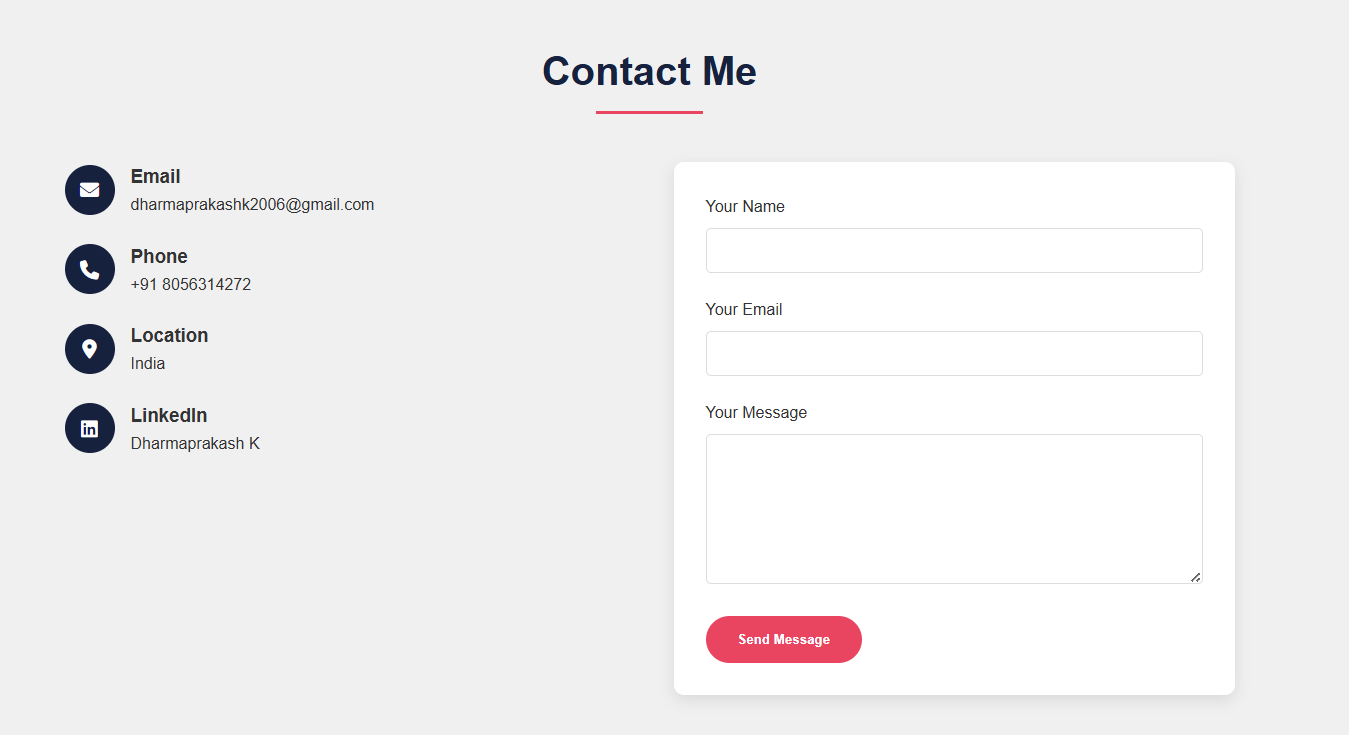 Contact Me
Email
dharmaprakashk2006@gmail.com
Phone
+91 8056314272
Location
India
LinkedIn
Dharmaprakash K
Your Name
Your Email
Your Message
Send Message